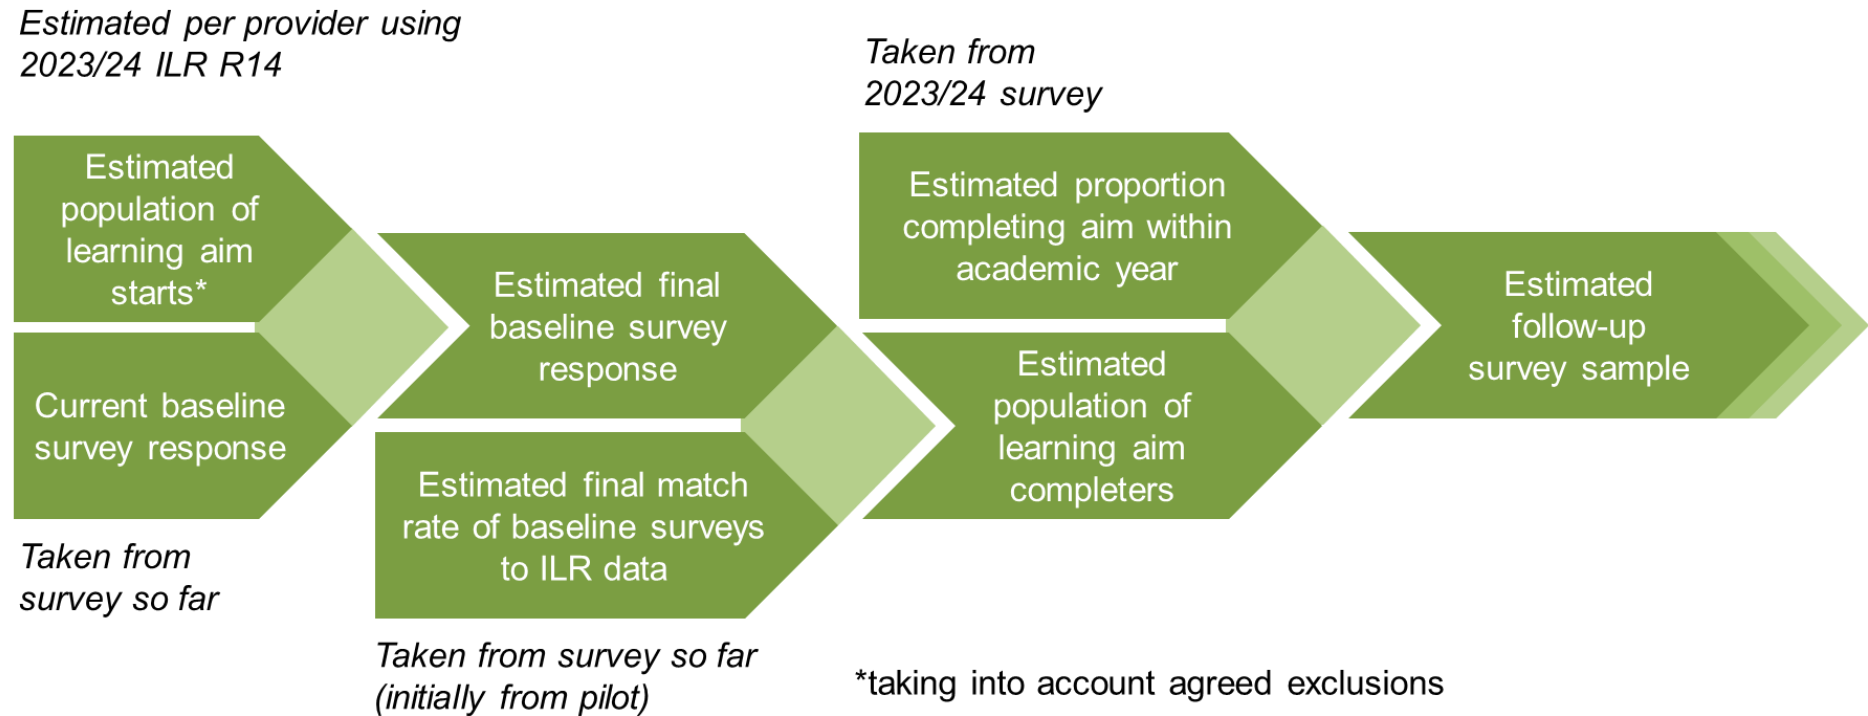 Estimated per provider using
2023/24 ILR R14
Estimated
population of
learning aim
starts*
Current baseline
survey response
Taken from
survey so far
Estimated final
baseline survey
response
Estimated final match
rate of baseline surveys
to ILR data
Taken from survey so far
(initially from pilot)
Taken from
2023/24 survey
Estimated proportion
completing aim within
academic year
Estimated
population of
learning aim
completers
Estimated
follow-up
survey sample
*taking into account agreed exclusions